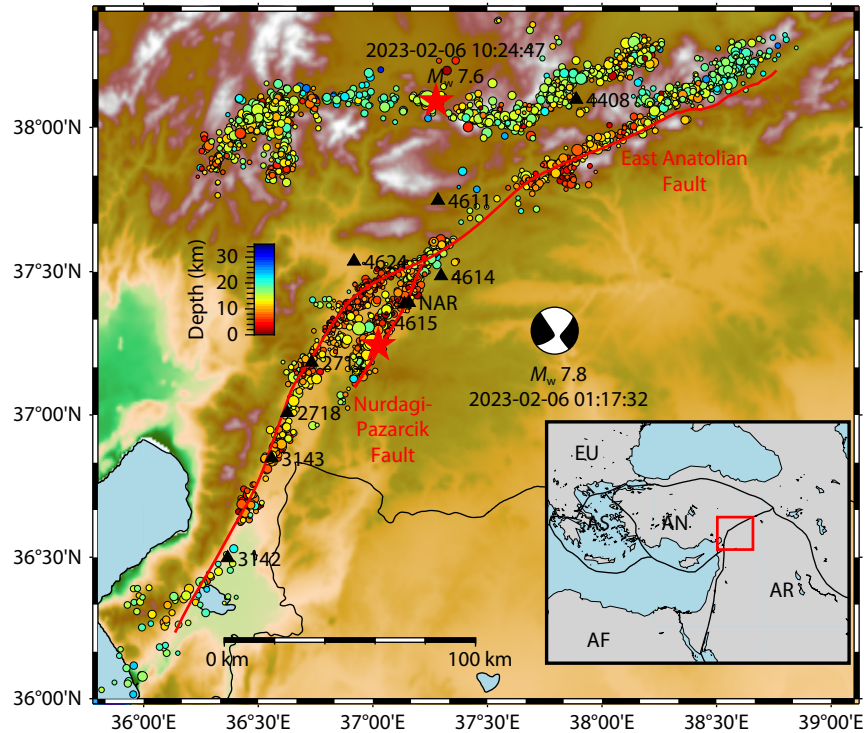 2023-02-06 10:24:47
Mw 7.6
4408
38°00'N
East Anatolian
Fault
4611
Depth (km)
30
20
10
0
4624
4614
37°30'N
NAR
4615
Mw 7.8
2023-02-06 01:17:32
2718
37°00'N
Nurdagi-
Pazarcik
Fault
3143
EU
AS
AN
AR
AF
3142
36°30'N
0 km
100 km
36°00'N
36°00'E
36°30'E
37°00'E
37°30'E
38°00'E
38°30'E
39°00'E